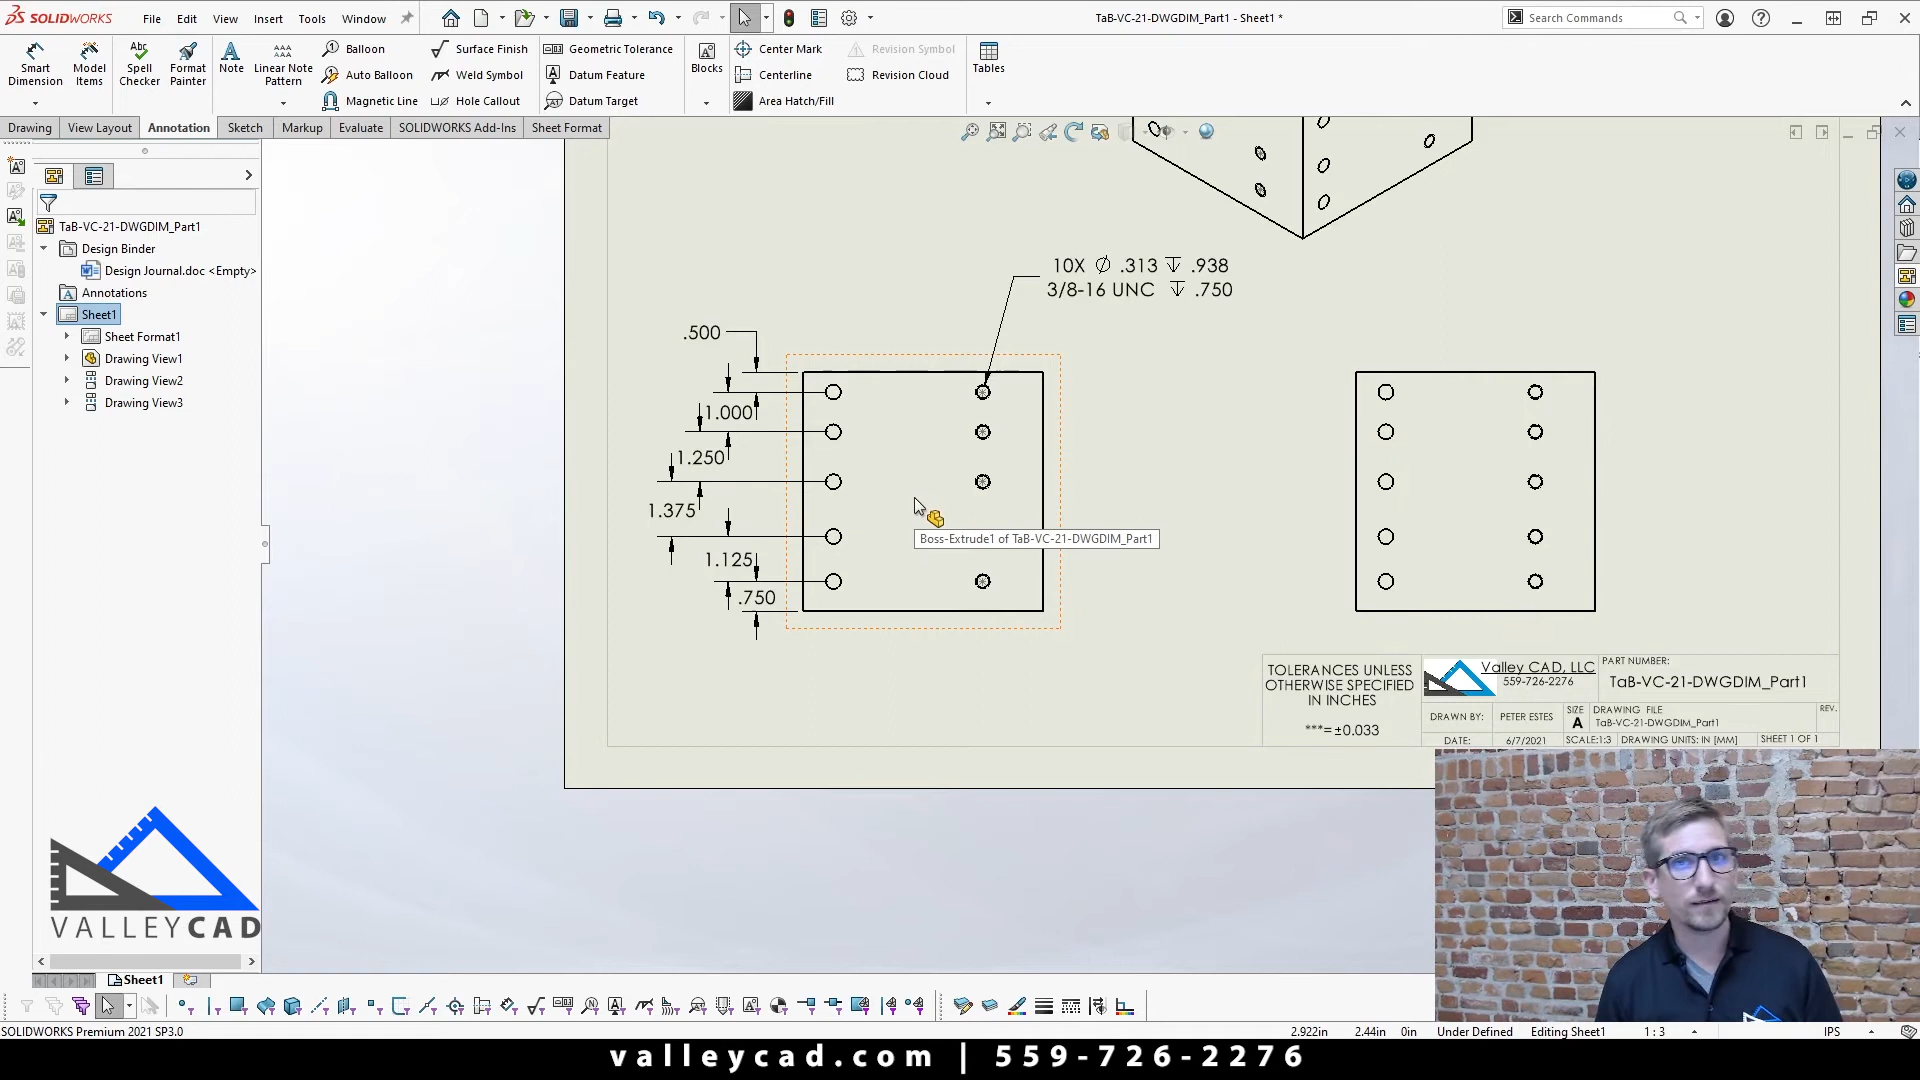 SOLIDWORKS
File Edit View Insert Tools Window
TaB-VC-21-DWGDIM_Part1 - Sheet1 *
Search Commands
Smart Dimension
Model Items
Spell Checker
Format Painter
Note
Linear Note Pattern
Balloon
Auto Balloon
Magnetic Line
Surface Finish
Weld Symbol
Hole Callout
Geometric Tolerance
Datum Feature
Datum Target
Blocks
Center Mark
Centerline
Area Hatch/Fill
Revision Symbol
Revision Cloud
Tables
Drawing View Layout Annotation Sketch Markup Evaluate SOLIDWORKS Add-Ins Sheet Format
TaB-VC-21-DWGDIM_Part1
Design Binder
Design Journal.doc <Empty>
Annotations
Sheet1
Sheet Format1
Drawing View1
Drawing View2
Drawing View3
10X Ø .313 ↧ .938
3/8-16 UNC ↧ .750
.500
1.000
1.250
1.375
1.125
.750
Boss-Extrude1 of TaB-VC-21-DWGDIM_Part1
TOLERANCES UNLESS
OTHERWISE SPECIFIED
IN INCHES
***=±0.033
Valley CAD, LLC
559-726-2276
PART NUMBER:
TaB-VC-21-DWGDIM_Part1
DRAWN BY: PETER ESTES
SIZE
A
DRAWING FILE
TaB-VC-21-DWGDIM_Part1
REV.
DATE: 6/7/2021 SCALE:1:3 DRAWING UNITS: IN [MM] SHEET 1 OF 1
VALLEYCAD
Sheet1
SOLIDWORKS Premium 2021 SP3.0
2.922in 2.44in 0in Under Defined Editing Sheet1 1 : 3 IPS
valleycad.com | 559-726-2276